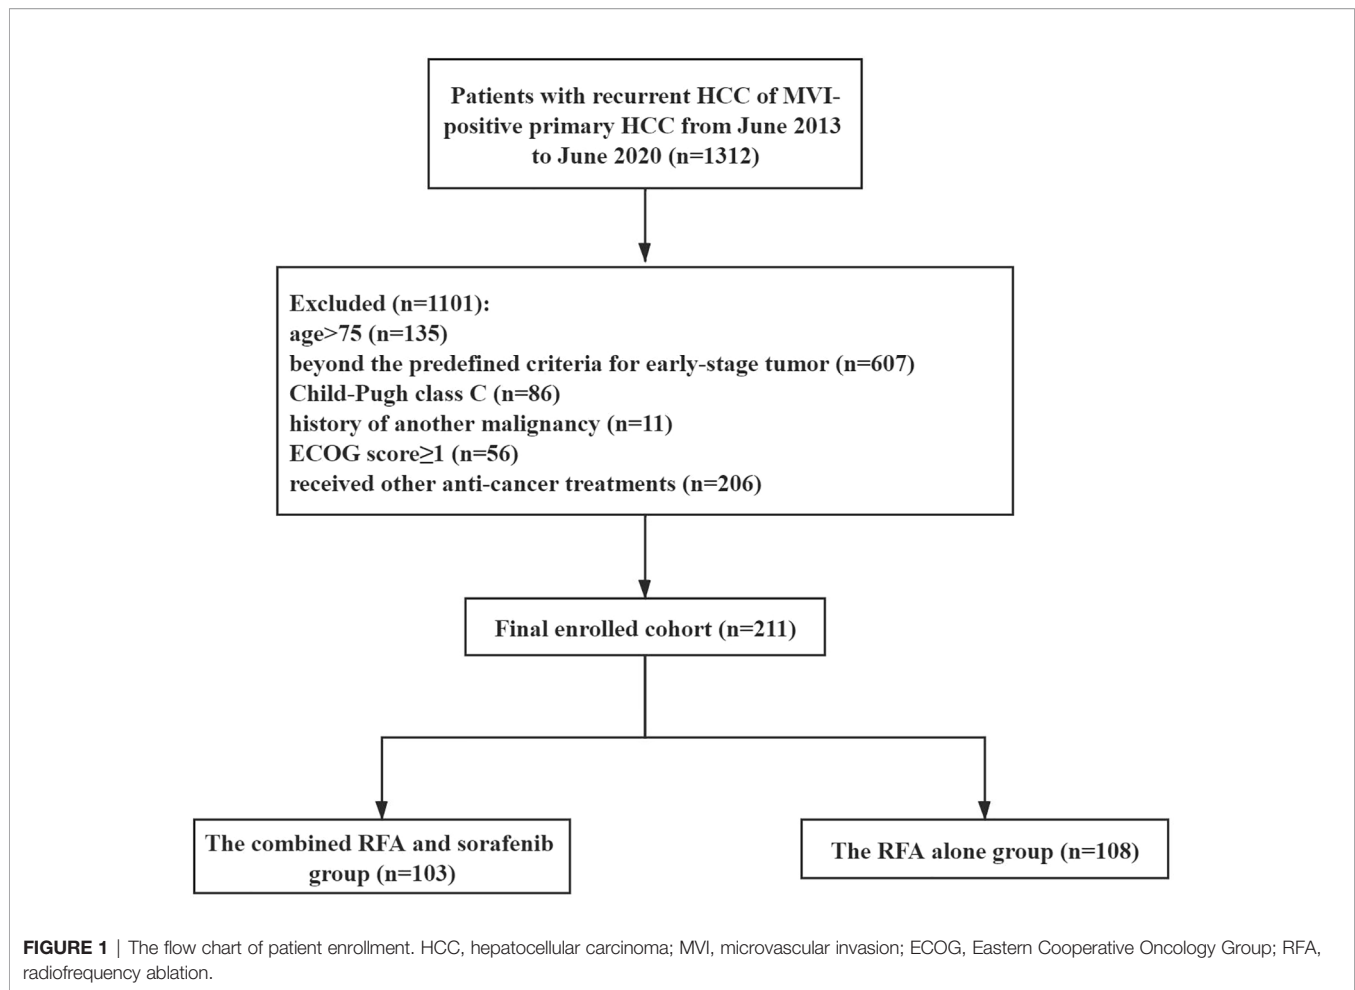 Patients with recurrent HCC of MVI-
positive primary HCC from June 2013
to June 2020 (n=1312)
Excluded (n=1101):
age>75 (n=135)
beyond the predefined criteria for early-stage tumor (n=607)
Child-Pugh class C (n=86)
history of another malignancy (n=11)
ECOG score≥1 (n=56)
received other anti-cancer treatments (n=206)
Final enrolled cohort (n=211)
The combined RFA and sorafenib
group (n=103)
The RFA alone group (n=108)
FIGURE 1 | The flow chart of patient enrollment. HCC, hepatocellular carcinoma; MVI, microvascular invasion; ECOG, Eastern Cooperative Oncology Group; RFA,
radiofrequency ablation.